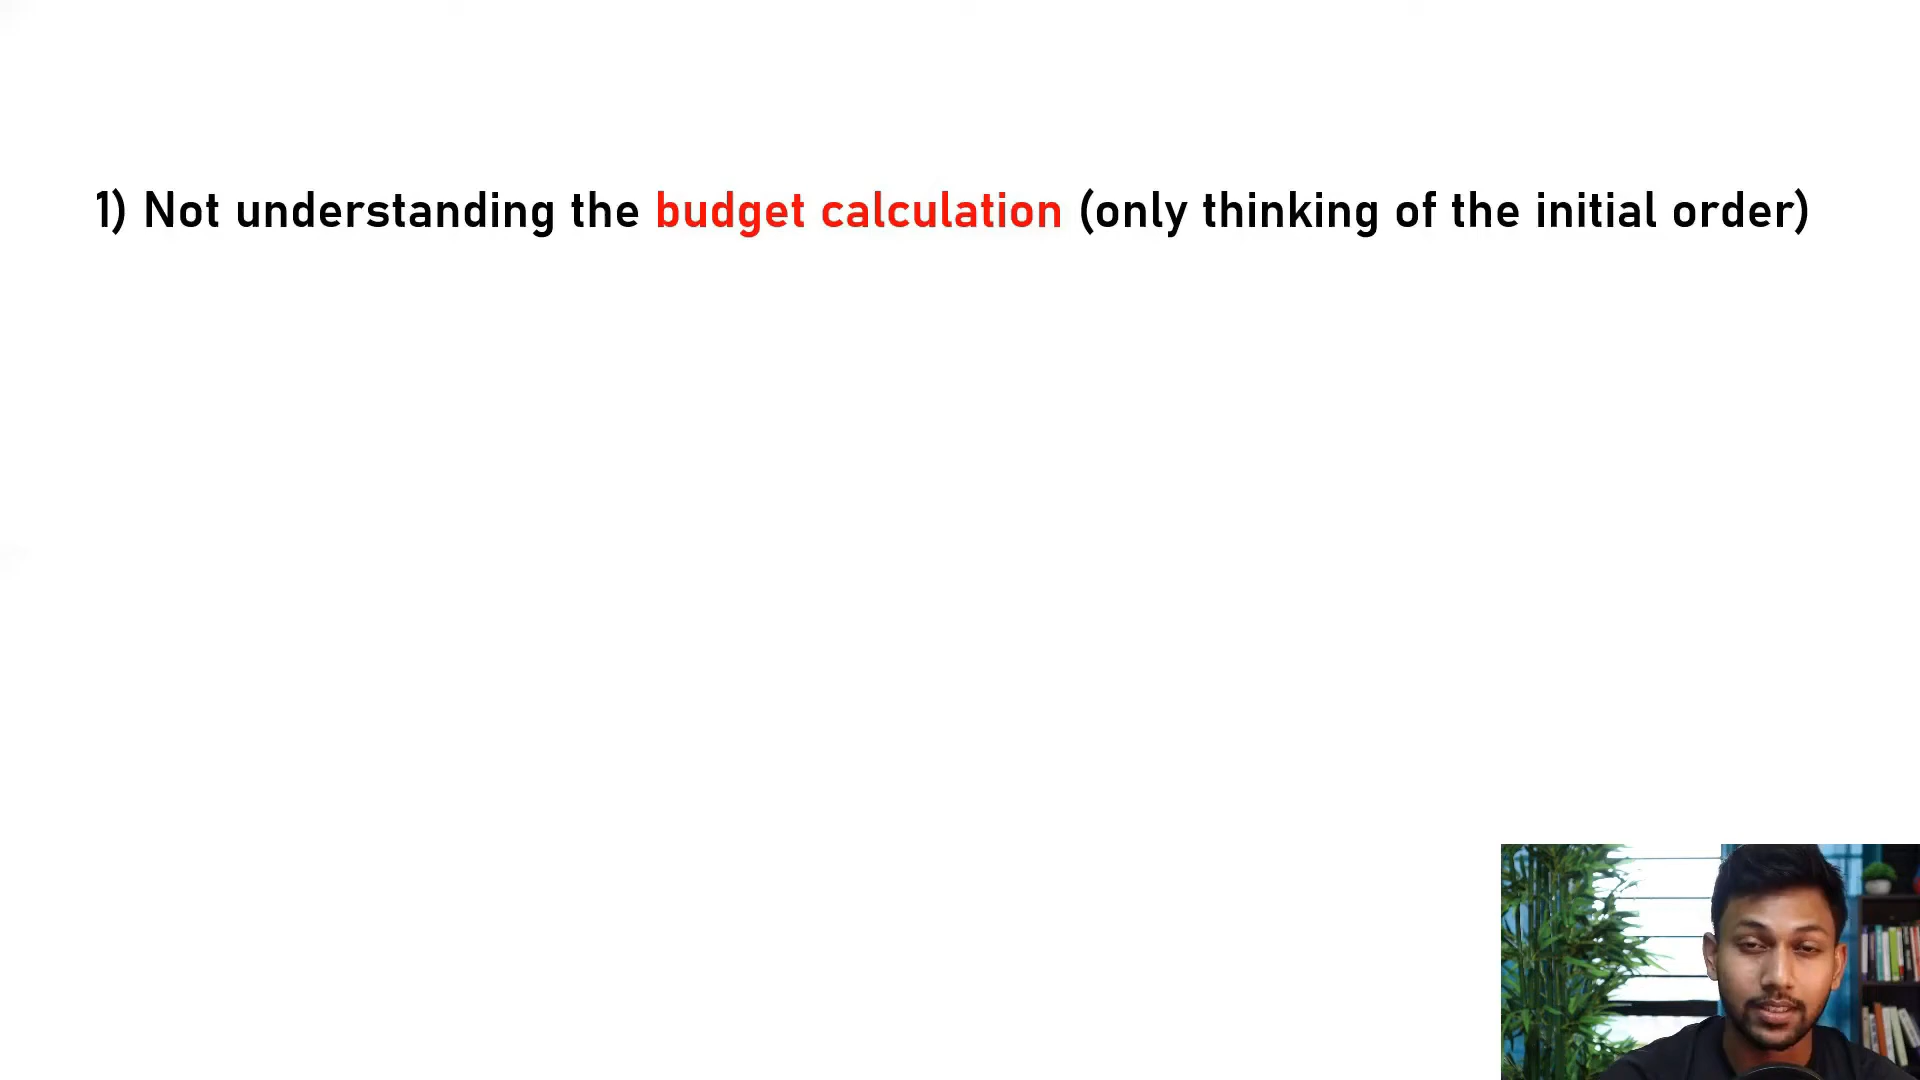 1) Not understanding the budget calculation (only thinking of the initial order)